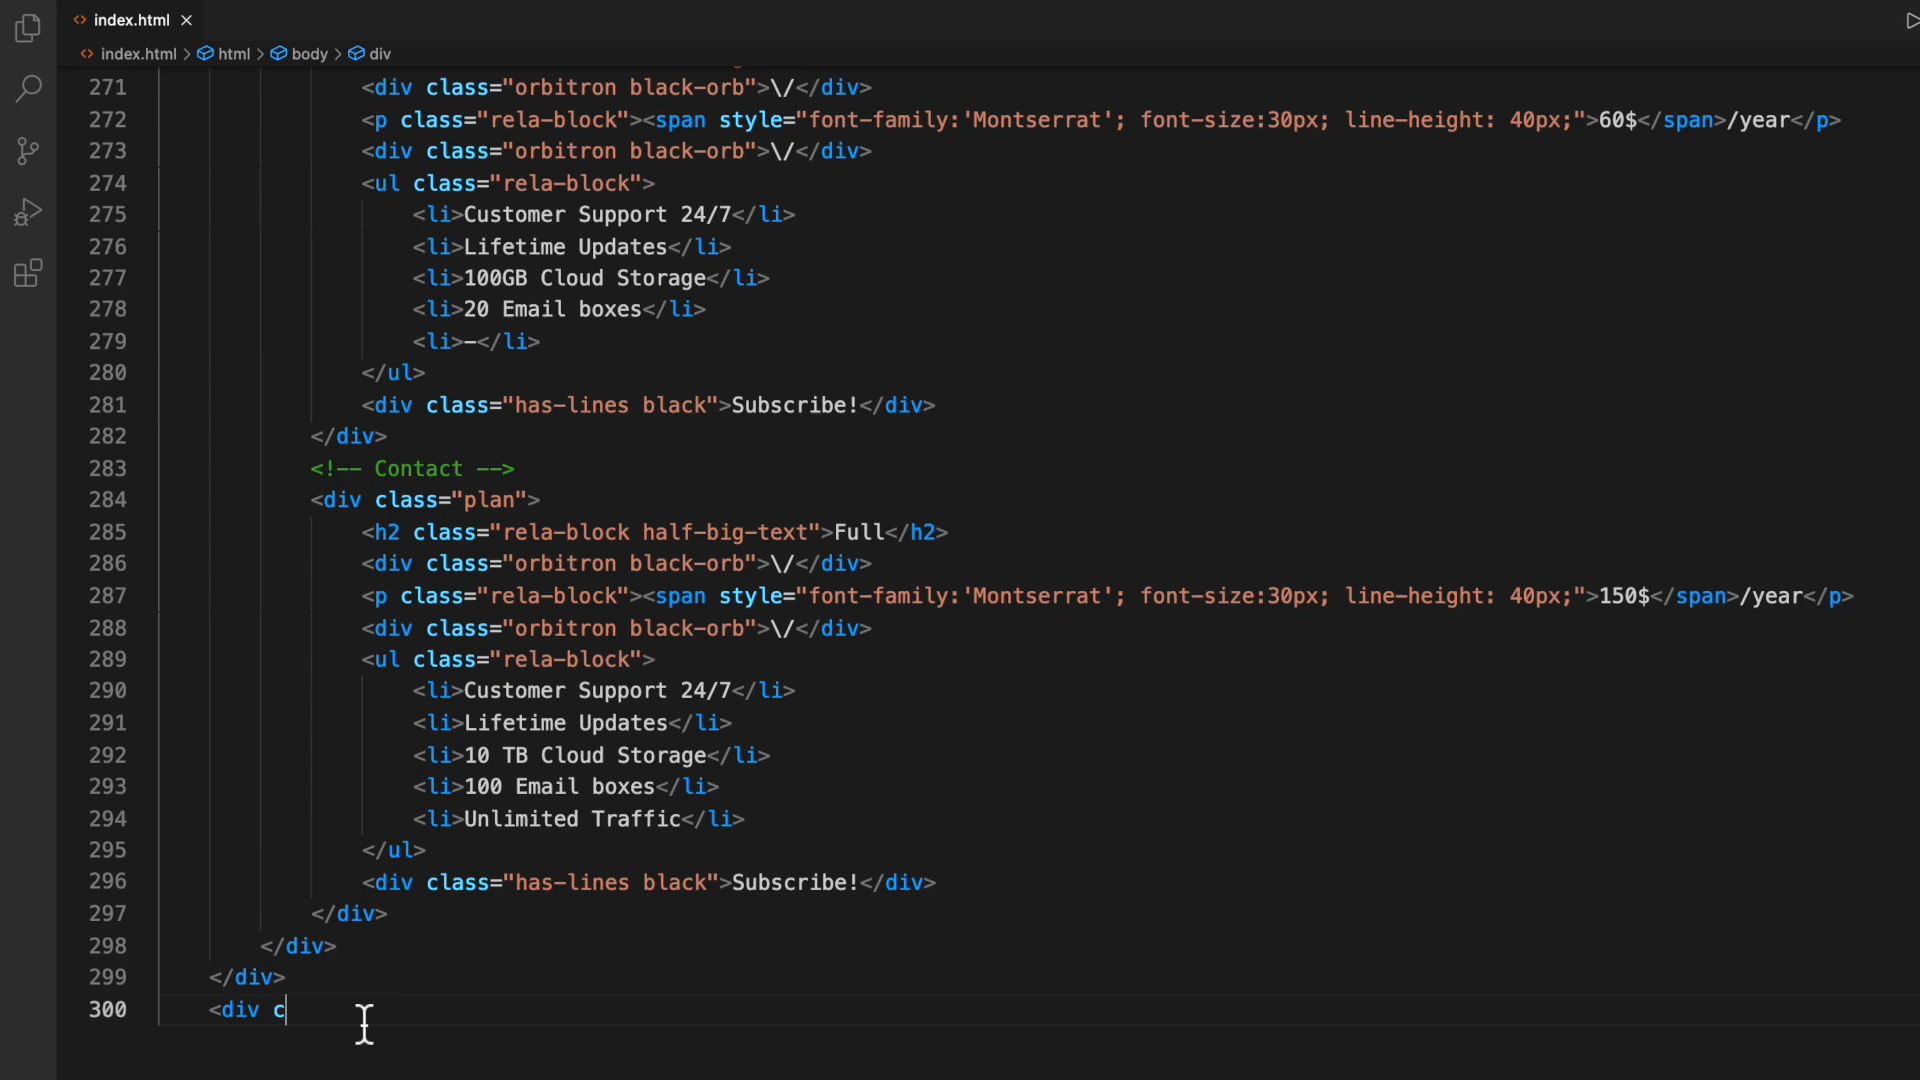 index.html
index.html > html > body > div
271 <div class="orbitron black-orb">\/</div>
272 <p class="rela-block"><span style="font-family:'Montserrat'; font-size:30px; line-height: 40px;">60$</span>/year</p>
273 <div class="orbitron black-orb">\/</div>
274 <ul class="rela-block">
275 <li>Customer Support 24/7</li>
276 <li>Lifetime Updates</li>
277 <li>100GB Cloud Storage</li>
278 <li>20 Email boxes</li>
279 <li>-</li>
280 </ul>
281 <div class="has-lines black">Subscribe!</div>
282 </div>
283 <!-- Contact -->
284 <div class="plan">
285 <h2 class="rela-block half-big-text">Full</h2>
286 <div class="orbitron black-orb">\/</div>
287 <p class="rela-block"><span style="font-family:'Montserrat'; font-size:30px; line-height: 40px;">150$</span>/year</p>
288 <div class="orbitron black-orb">\/</div>
289 <ul class="rela-block">
290 <li>Customer Support 24/7</li>
291 <li>Lifetime Updates</li>
292 <li>10 TB Cloud Storage</li>
293 <li>100 Email boxes</li>
294 <li>Unlimited Traffic</li>
295 </ul>
296 <div class="has-lines black">Subscribe!</div>
297 </div>
298 </div>
299 </div>
300 <div c